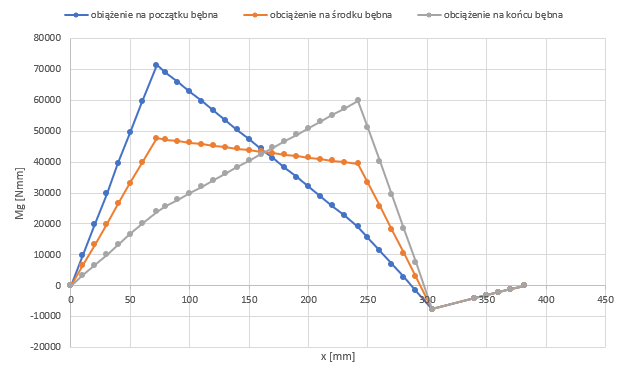 obiążenie na początku bębna obciążenie na środku bębna obciążenie na końcu bębna
80000
70000
60000
50000
40000
30000
20000
10000
0
-10000
-20000
0 50 100 150 200 250 300 350 400 450
Mg [Nmm]
x [mm]